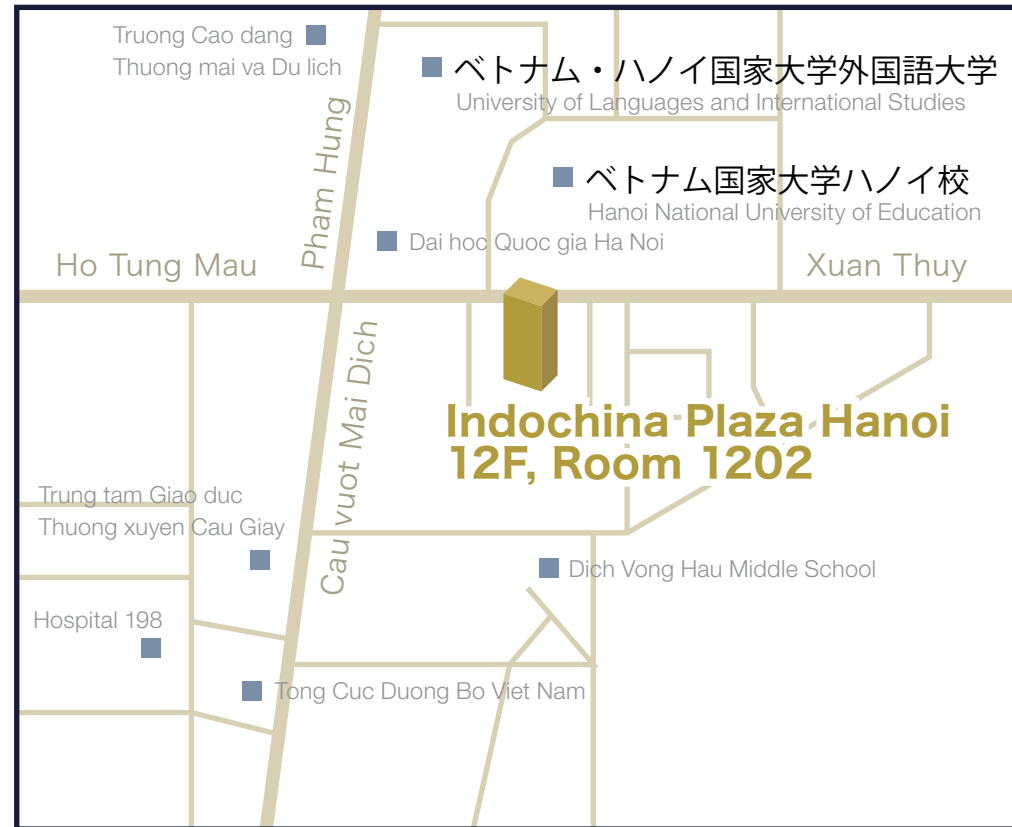 Truong Cao dang
Thuong mai va Du lich
ベトナム・ハノイ国家大学外国語大学
University of Languages and International Studies
Pham Hung
ベトナム国家大学ハノイ校
Hanoi National University of Education
Dai hoc Quoc gia Ha Noi
Ho Tung Mau
Xuan Thuy
Cau vuot Mai Dich
Indochina Plaza Hanoi
12F, Room 1202
Trung tam Giao duc
Thuong xuyen Cau Giay
Dich Vong Hau Middle School
Hospital 198
Tong Cuc Duong Bo Viet Nam